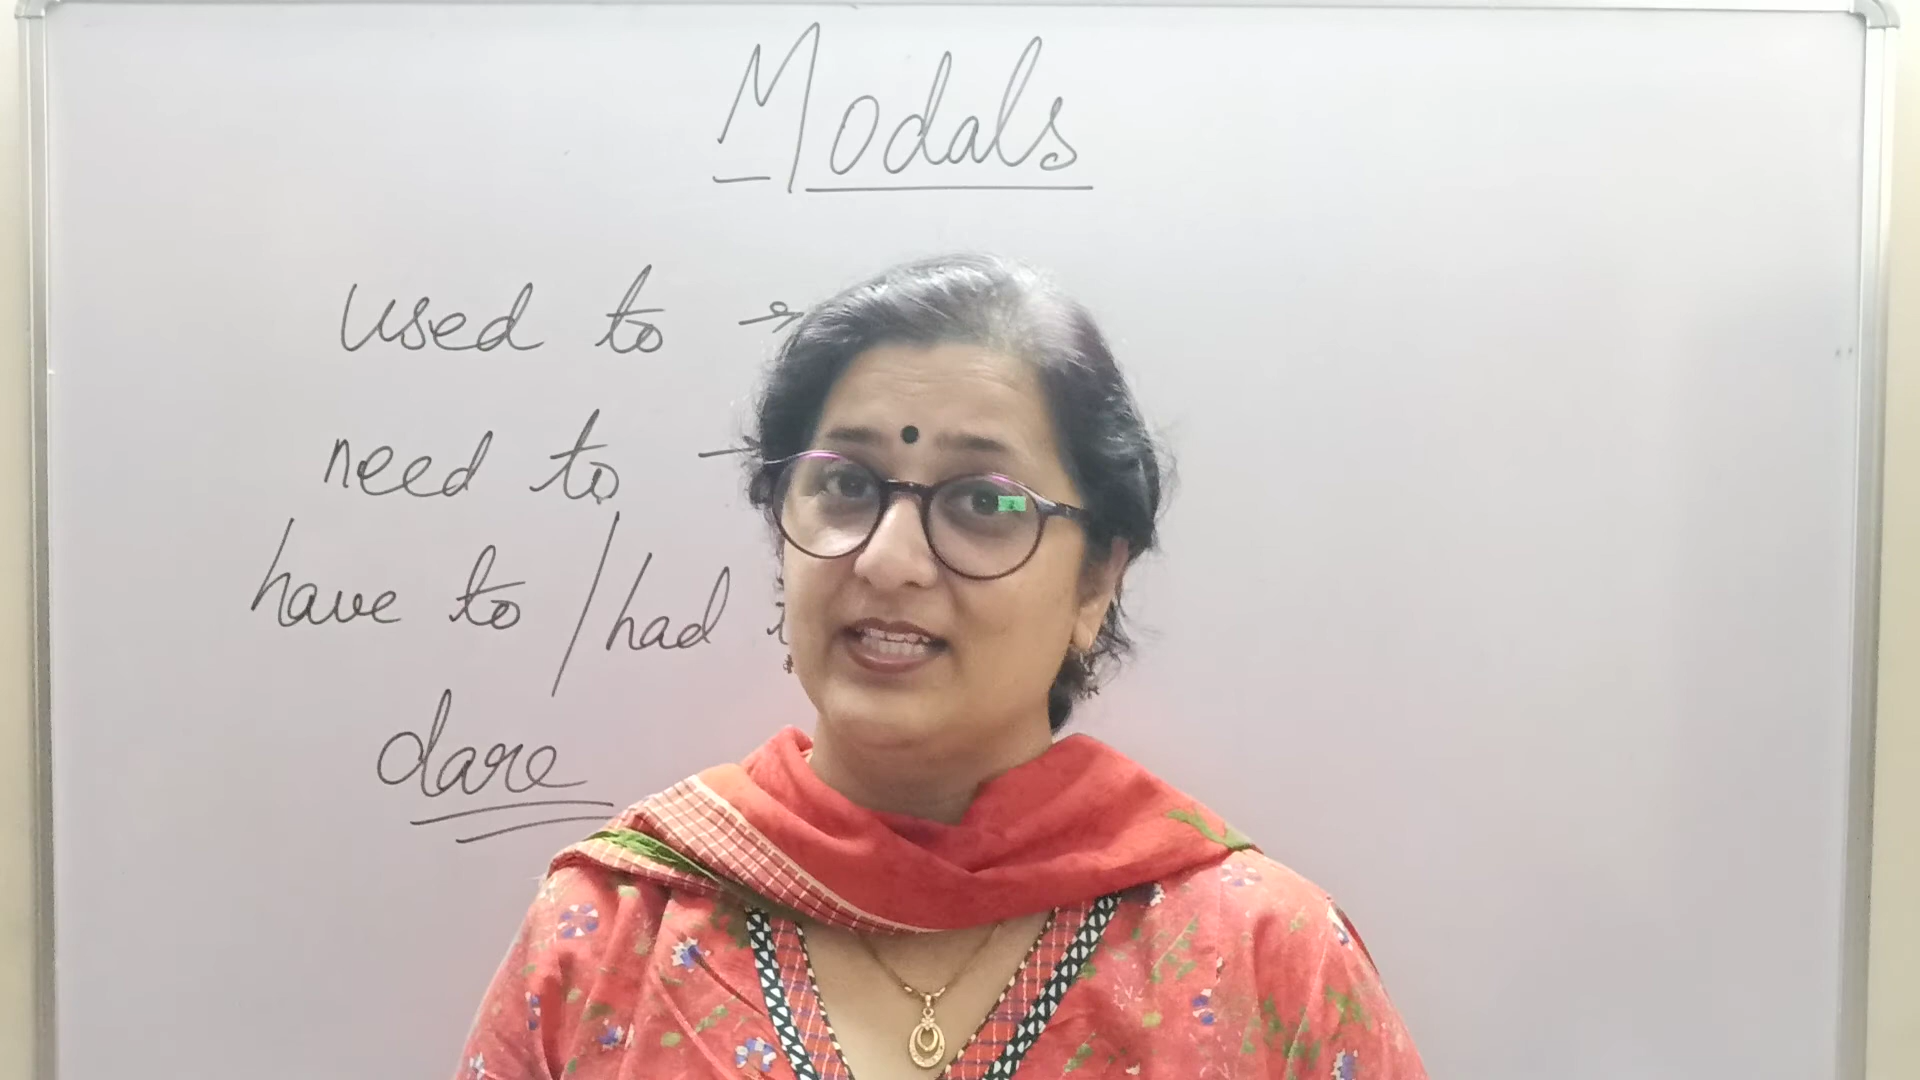 Modals
used to →
need to -
have to / had t
dare